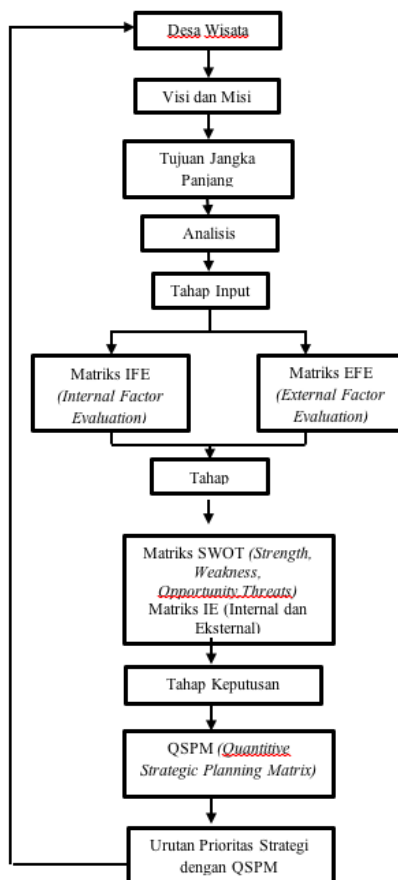 Desa Wisata
Visi dan Misi
Tujuan Jangka
Panjang
Analisis
Tahap Input
Matriks IFE
(Internal Factor
Evaluation)
Matriks EFE
(External Factor
Evaluation)
Tahap
Matriks SWOT (Strength,
Weakness,
Opportunity,Threats)
Matriks IE (Internal dan
Eksternal)
Tahap Keputusan
QSPM (Quantitive
Strategic Planning Matrix)
Urutan Prioritas Strategi
dengan QSPM